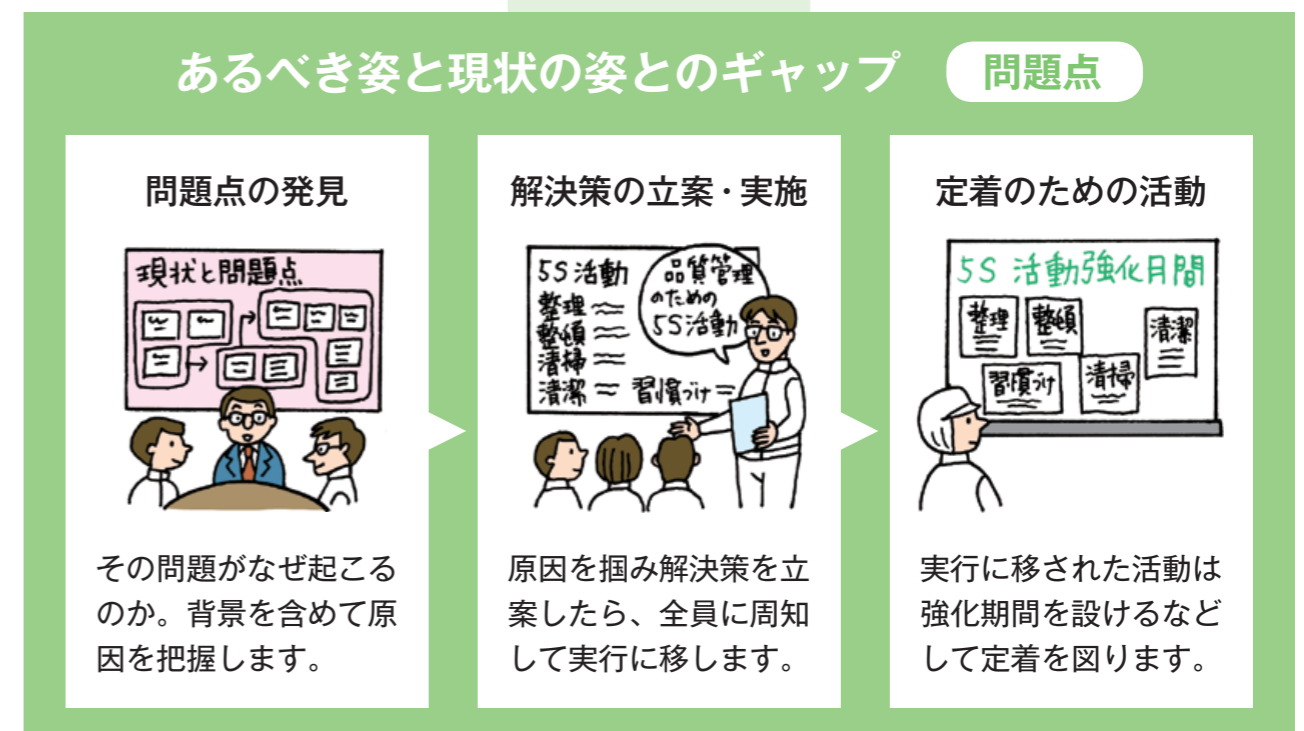 あるべき姿と現状の姿とのギャップ 問題点
問題点の発見
現状と問題点
その問題がなぜ起こる
のか。背景を含めて原
因を把握します。
解決策の立案・実施
5S活動
整理
整頓
清掃
清潔 習慣づけ
品質管理
のための
5S活動
原因を掴み解決策を立
案したら、全員に周知
して実行に移します。
定着のための活動
5S 活動強化月間
整理 整頓 清潔
習慣づけ 清掃
実行に移された活動は
強化期間を設けるなど
して定着を図ります。